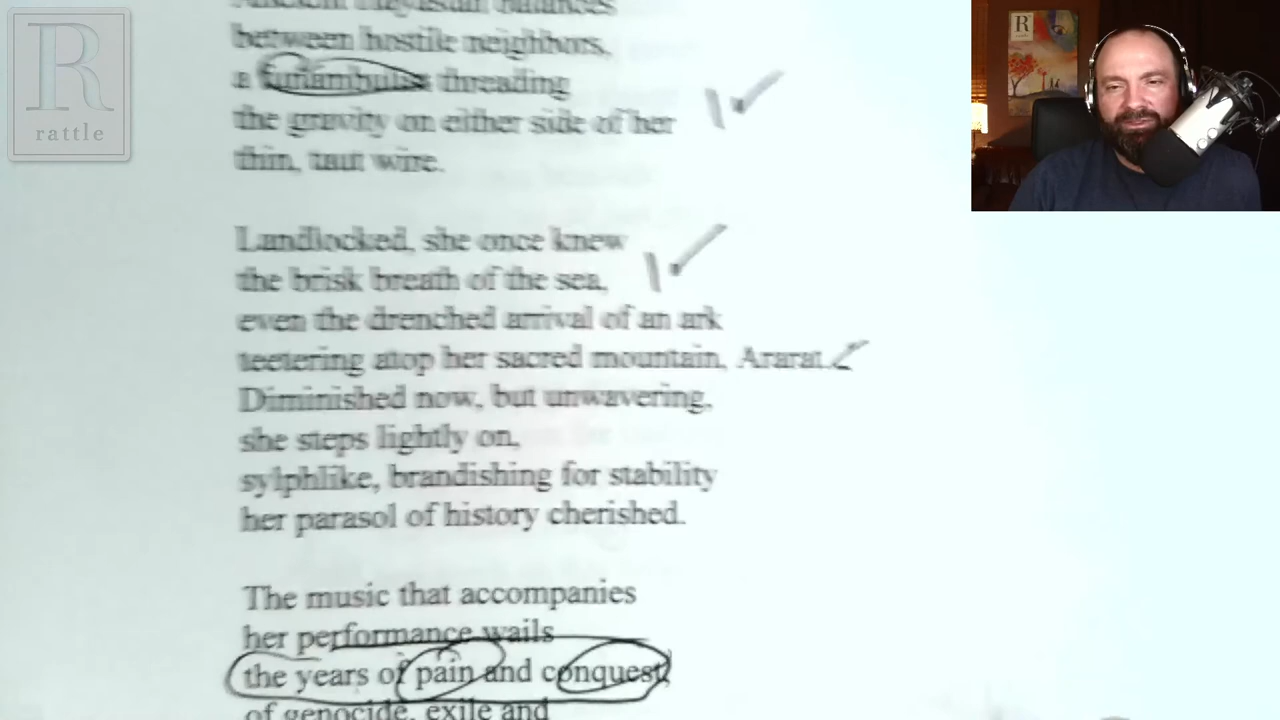 R
rattle
R
Ancient Hayastan balances
between hostile neighbors,
a funambulist threading
the gravity on either side of her
thin, taut wire.
Landlocked, she once knew
the brisk breath of the sea,
even the drenched arrival of an ark
teetering atop her sacred mountain, Ararat.
Diminished now, but unwavering,
she steps lightly on,
sylphlike, brandishing for stability
her parasol of history cherished.
The music that accompanies
her performance wails
the years of pain and conquest,
of genocide, exile and